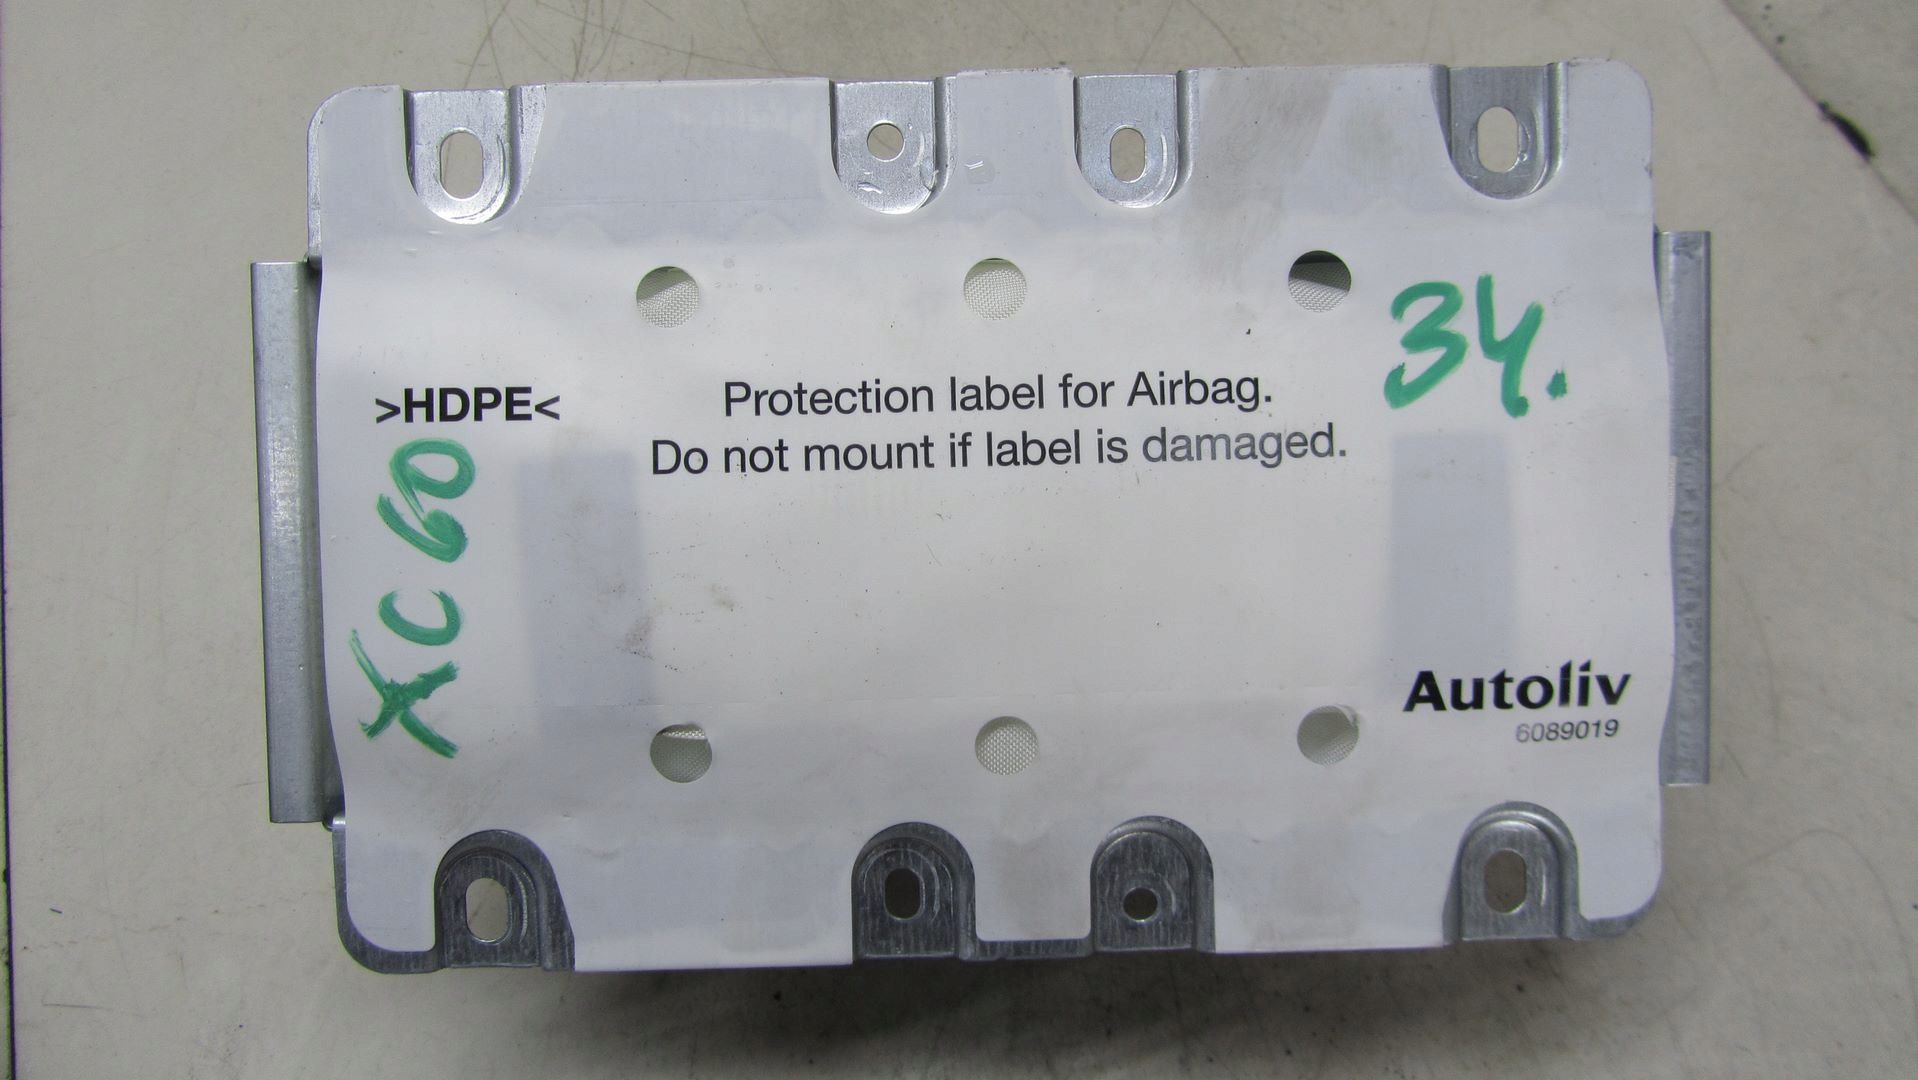 >HDPE<
Protection label for Airbag.
Do not mount if label is damaged.
34.
XC60
Autoliv
6089019